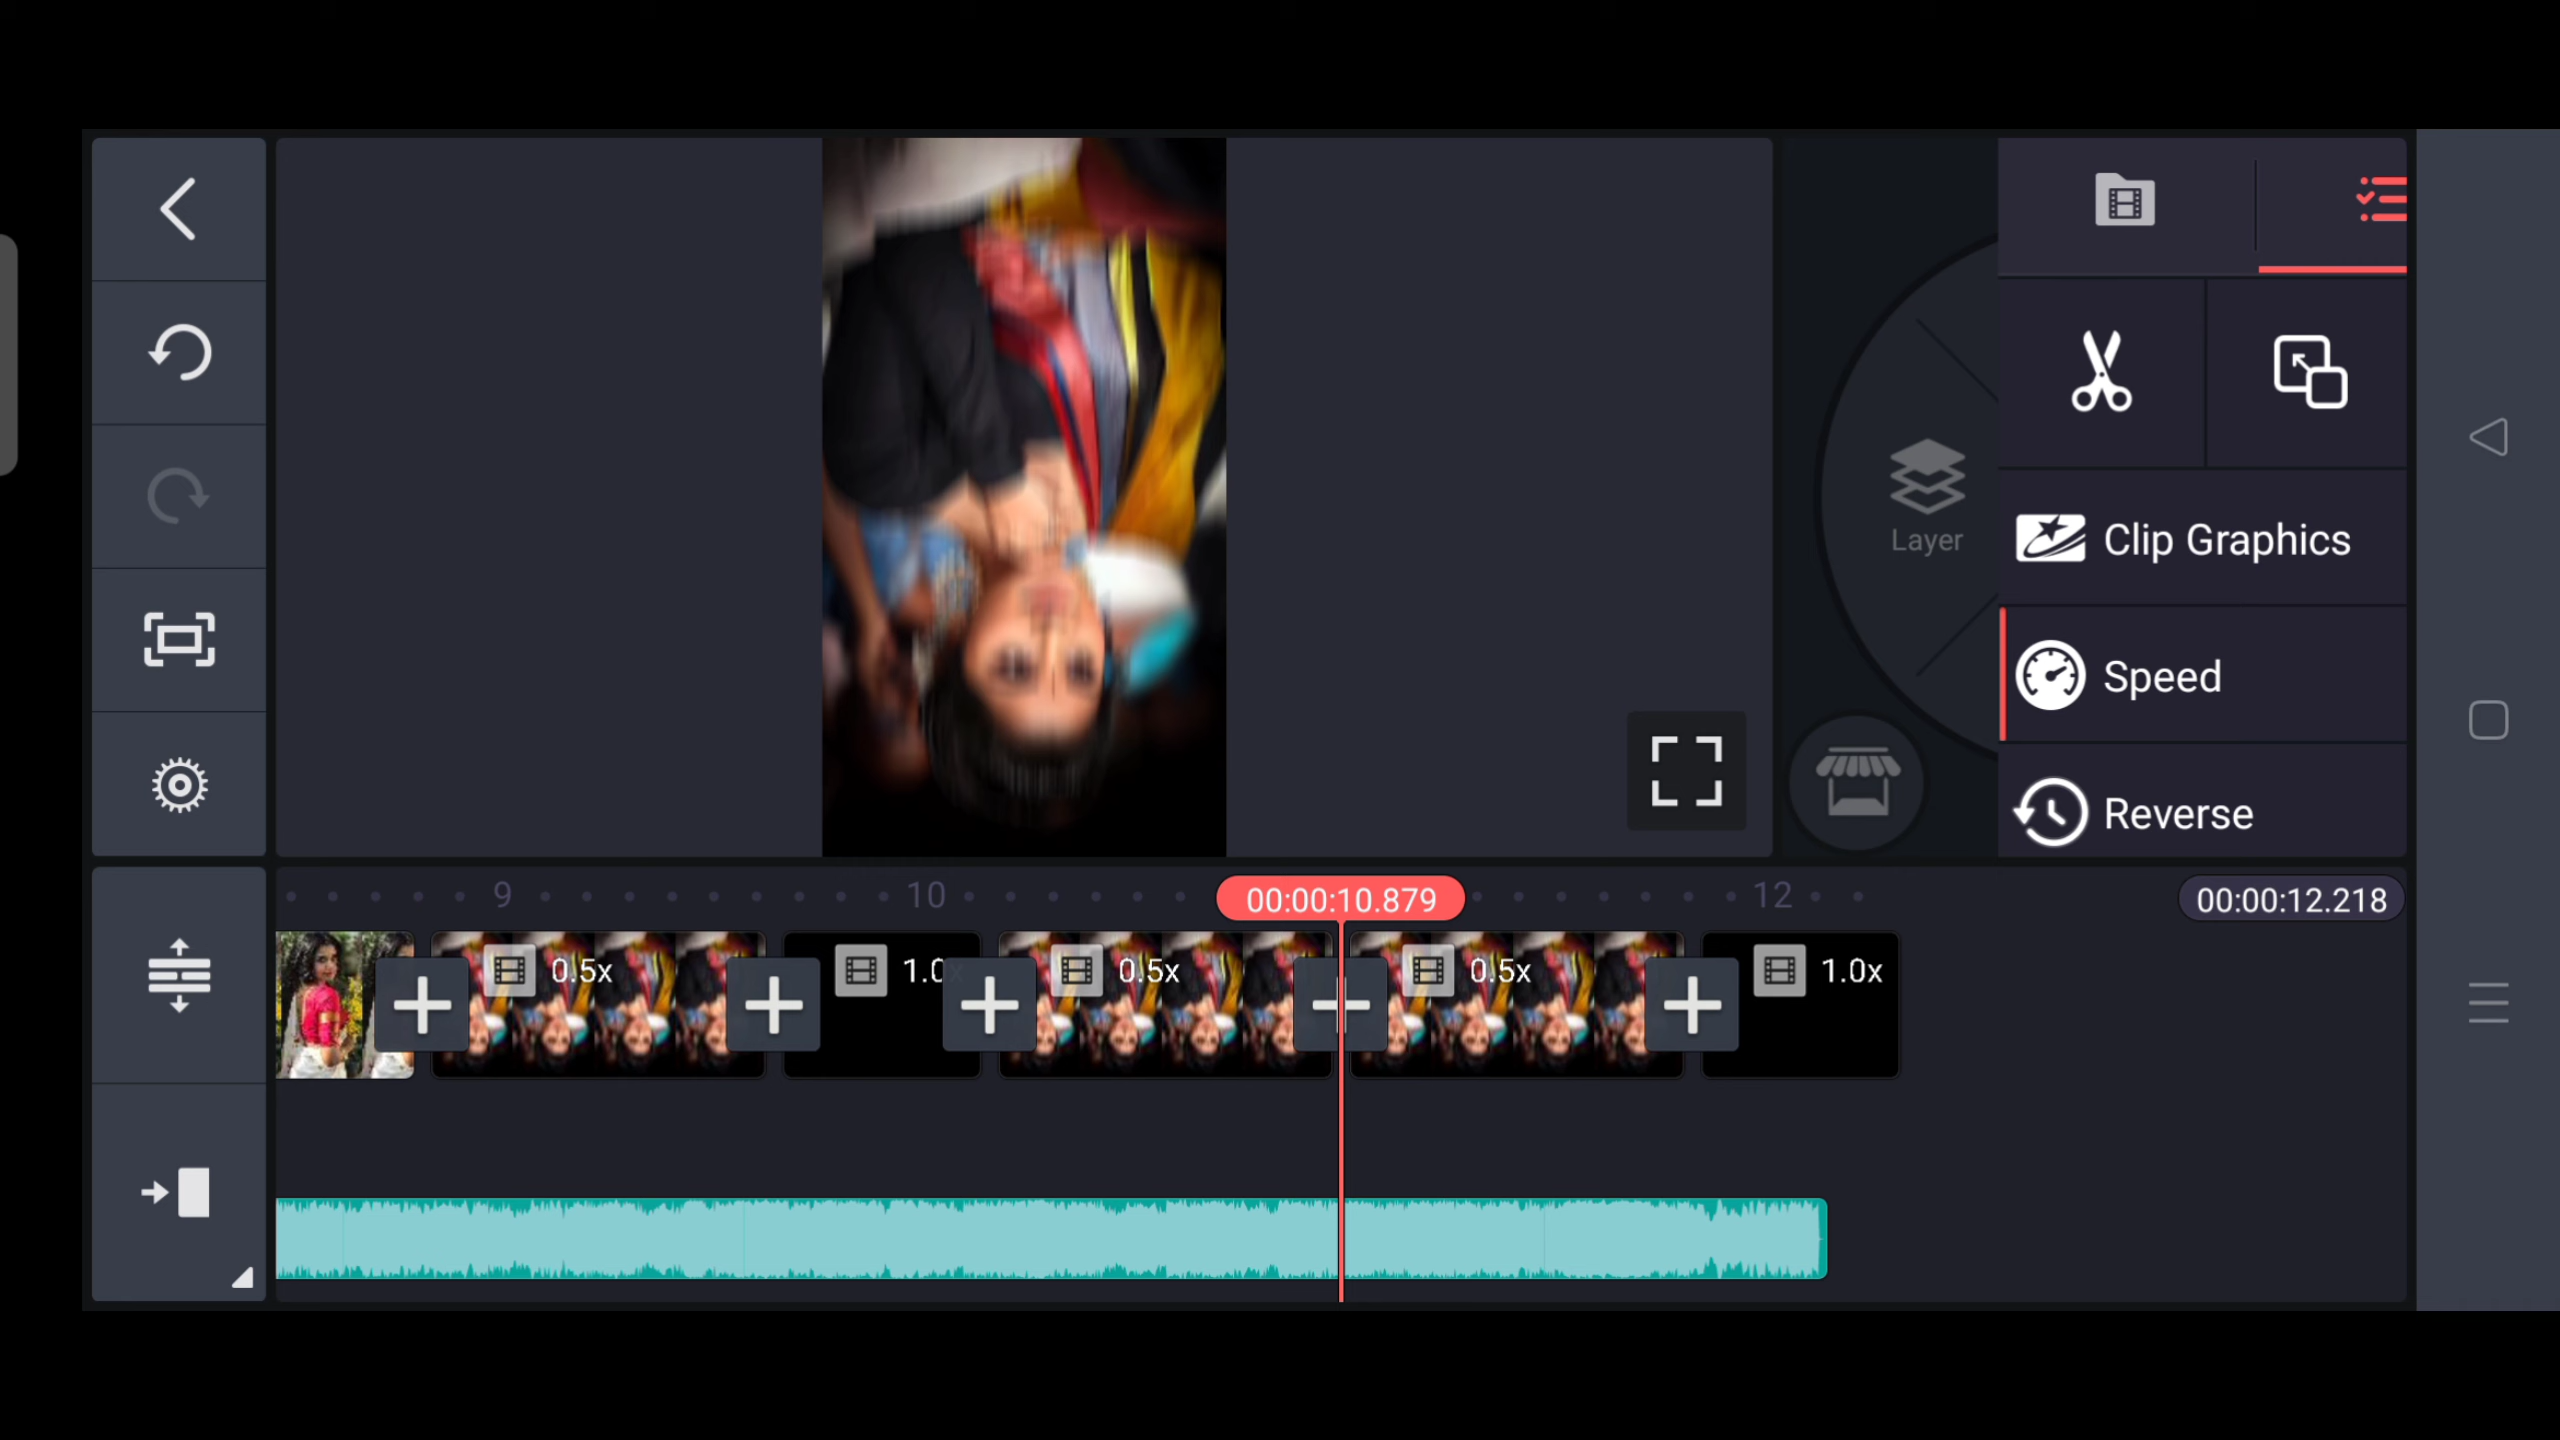 Layer
Clip Graphics
Speed
Reverse
9
10
00:00:10.879
12
00:00:12.218
0.5x
1.0
0.5x
0.5x
1.0x